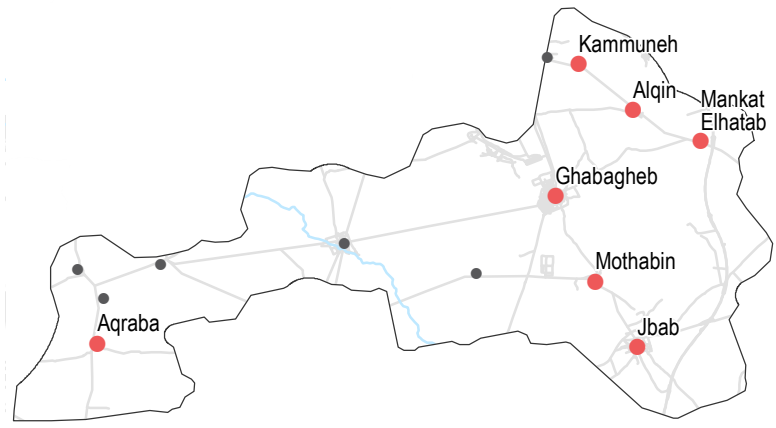 Kammuneh
Alqin
Mankat
Elhatab
Ghabagheb
Mothabin
Jbab
Aqraba